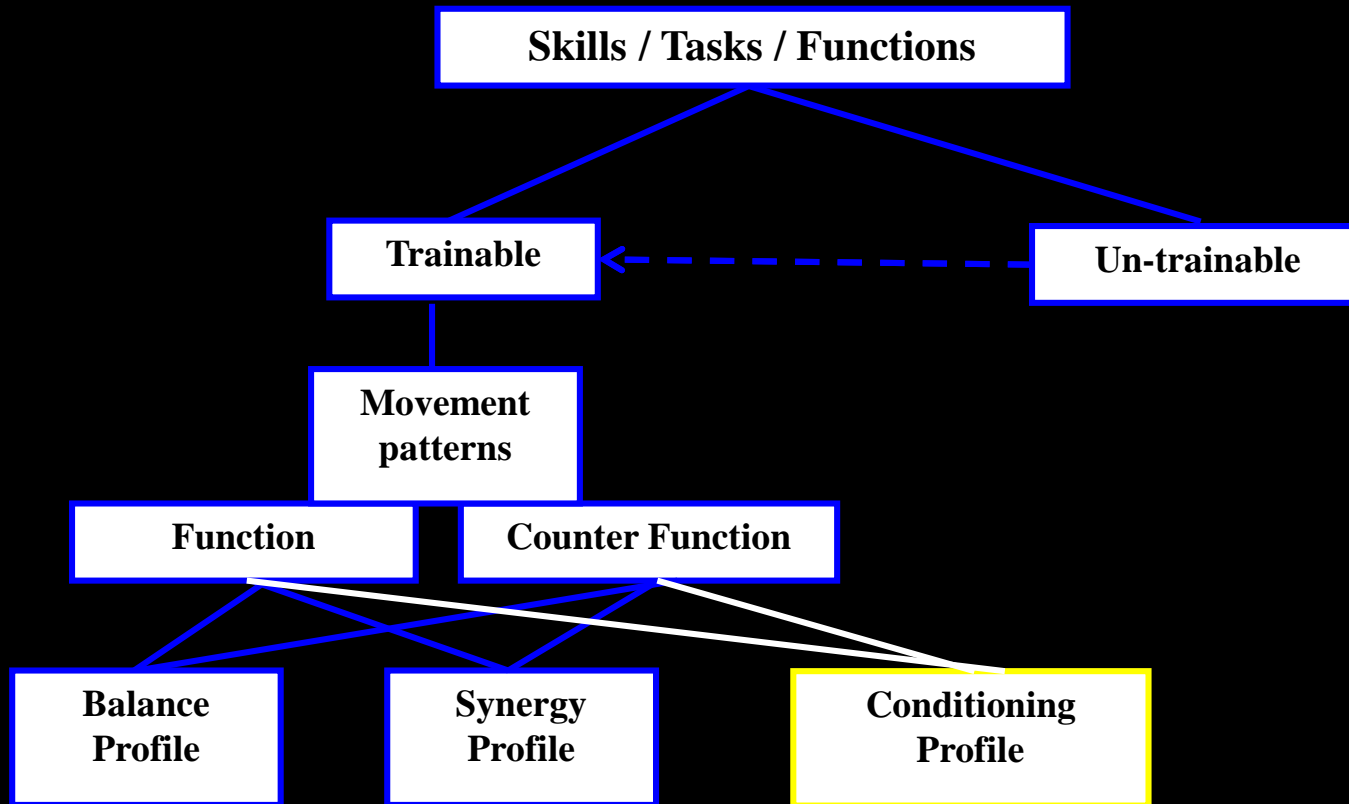 Skills / Tasks / Functions
Trainable
Un-trainable
Movement
patterns
Function
Counter Function
Balance
Profile
Synergy
Profile
Conditioning
Profile